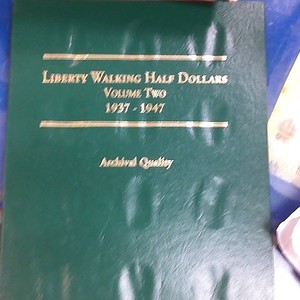 Liberty Walking Half Dollars
Volume Two
1937 - 1947
Archival Quality